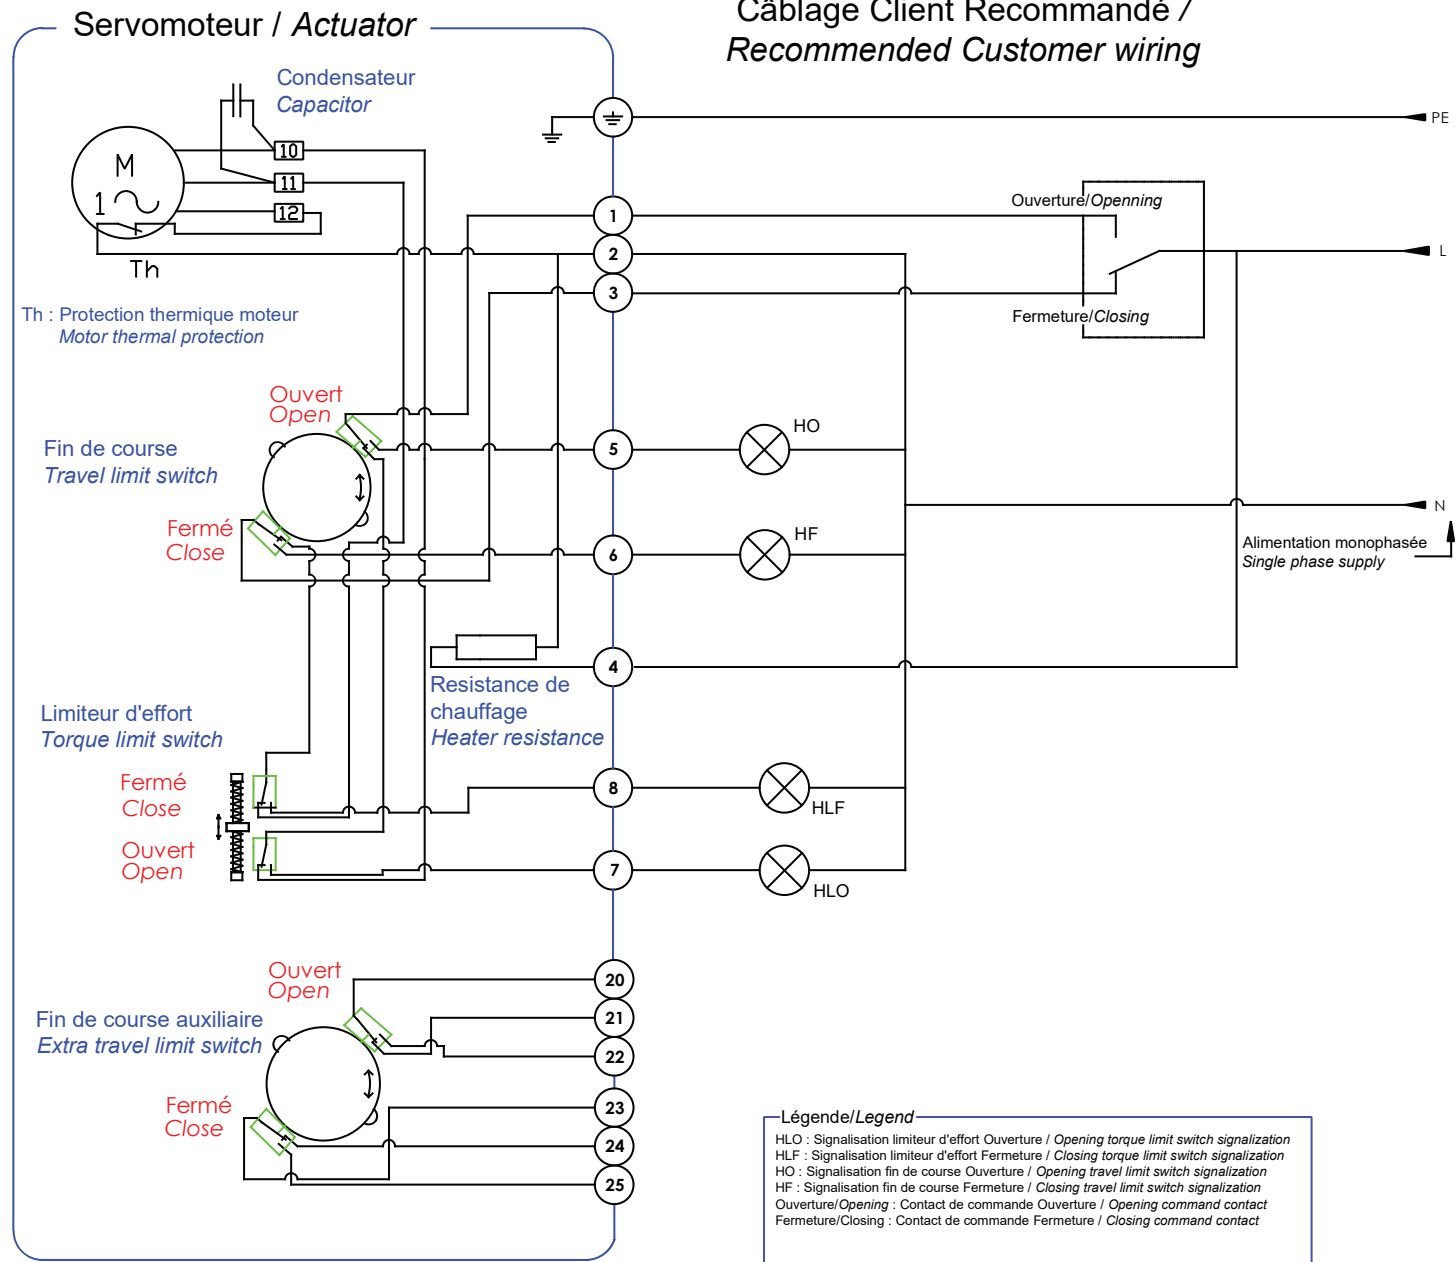 Servomoteur / Actuator
Câblage Client Recommandé /
Recommended Customer wiring
Condensateur
Capacitor
PE
M
1
10
11
12
Th
Th : Protection thermique moteur
Motor thermal protection
1
2
3
Ouverture/Openning
L
Fermeture/Closing
Ouvert
Open
Fin de course
Travel limit switch
Fermé
Close
5
HO
6
HF
N
Alimentation monophasée
Single phase supply
4
Resistance de
chauffage
Heater resistance
Limiteur d'effort
Torque limit switch
Fermé
Close
Ouvert
Open
8
HLF
7
HLO
Ouvert
Open
Fin de course auxiliaire
Extra travel limit switch
Fermé
Close
20
21
22
23
24
25
Légende/Legend
HLO : Signalisation limiteur d'effort Ouverture / Opening torque limit switch signalization
HLF : Signalisation limiteur d'effort Fermeture / Closing torque limit switch signalization
HO : Signalisation fin de course Ouverture / Opening travel limit switch signalization
HF : Signalisation fin de course Fermeture / Closing travel limit switch signalization
Ouverture/Opening : Contact de commande Ouverture / Opening command contact
Fermeture/Closing : Contact de commande Fermeture / Closing command contact